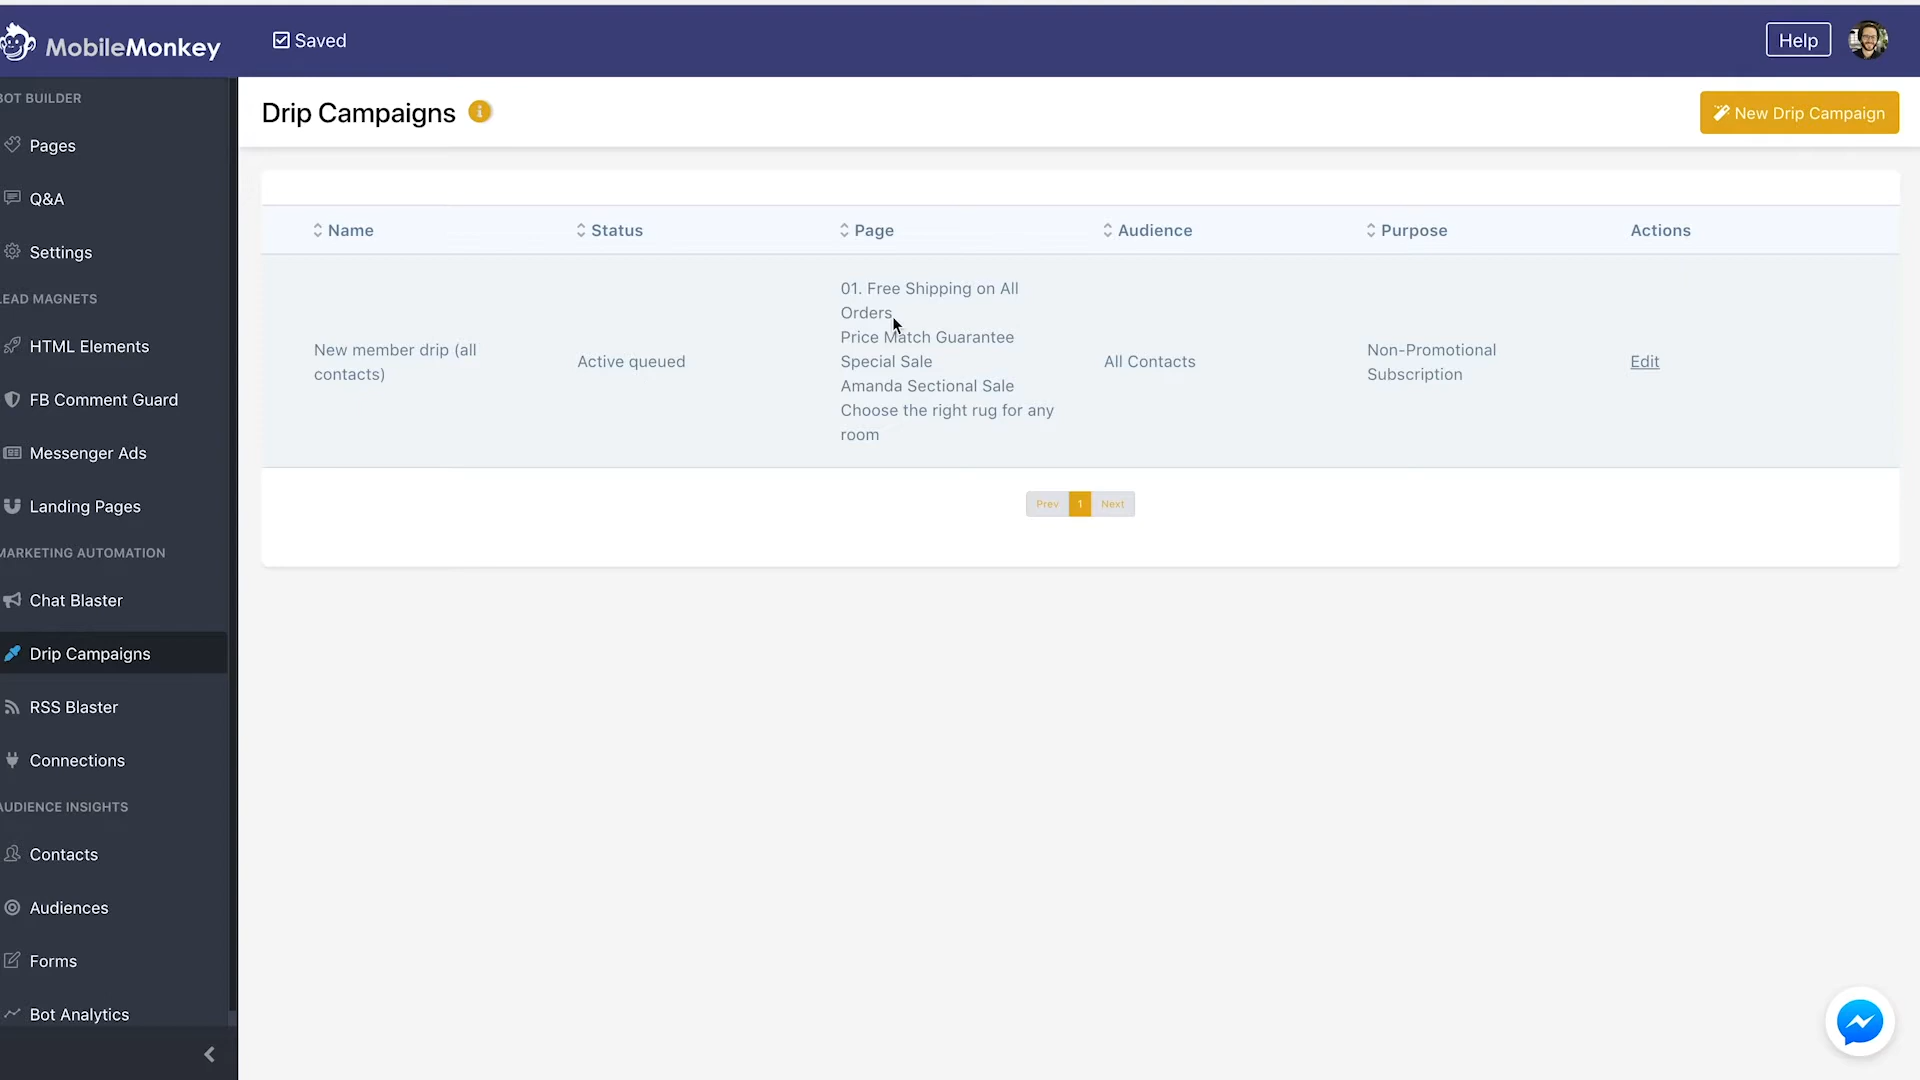 MobileMonkey
Saved
Help
BOT BUILDER
Pages
Q&A
Settings
LEAD MAGNETS
HTML Elements
FB Comment Guard
Messenger Ads
Landing Pages
MARKETING AUTOMATION
Chat Blaster
Drip Campaigns
RSS Blaster
Connections
AUDIENCE INSIGHTS
Contacts
Audiences
Forms
Bot Analytics
Drip Campaigns
New Drip Campaign
Name Status Page Audience Purpose Actions
New member drip (all
contacts)
Active queued
01. Free Shipping on All
Orders
Price Match Guarantee
Special Sale
Amanda Sectional Sale
Choose the right rug for any
room
All Contacts
Non-Promotional
Subscription
Edit
Prev 1 Next